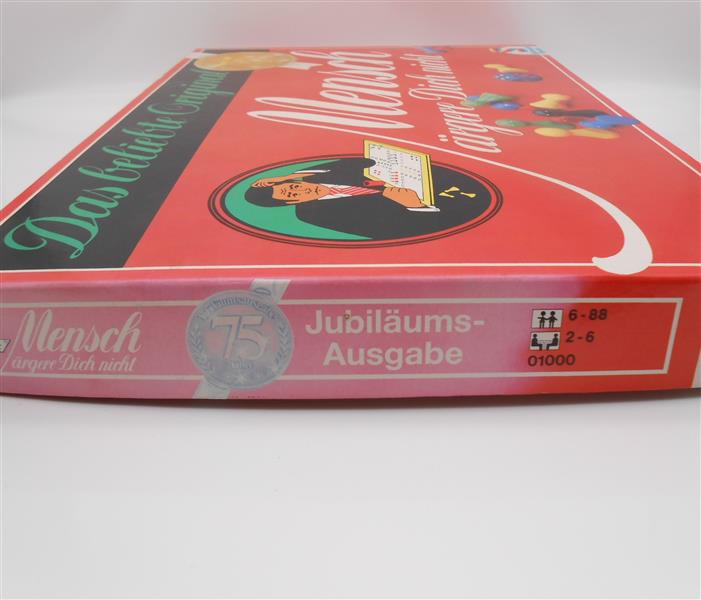 Das beliebte Original
Mensch
ärgere Dich nicht
Mensch
ärgere Dich nicht
75
Jubiläums-
Ausgabe
6-88
2-6
01000